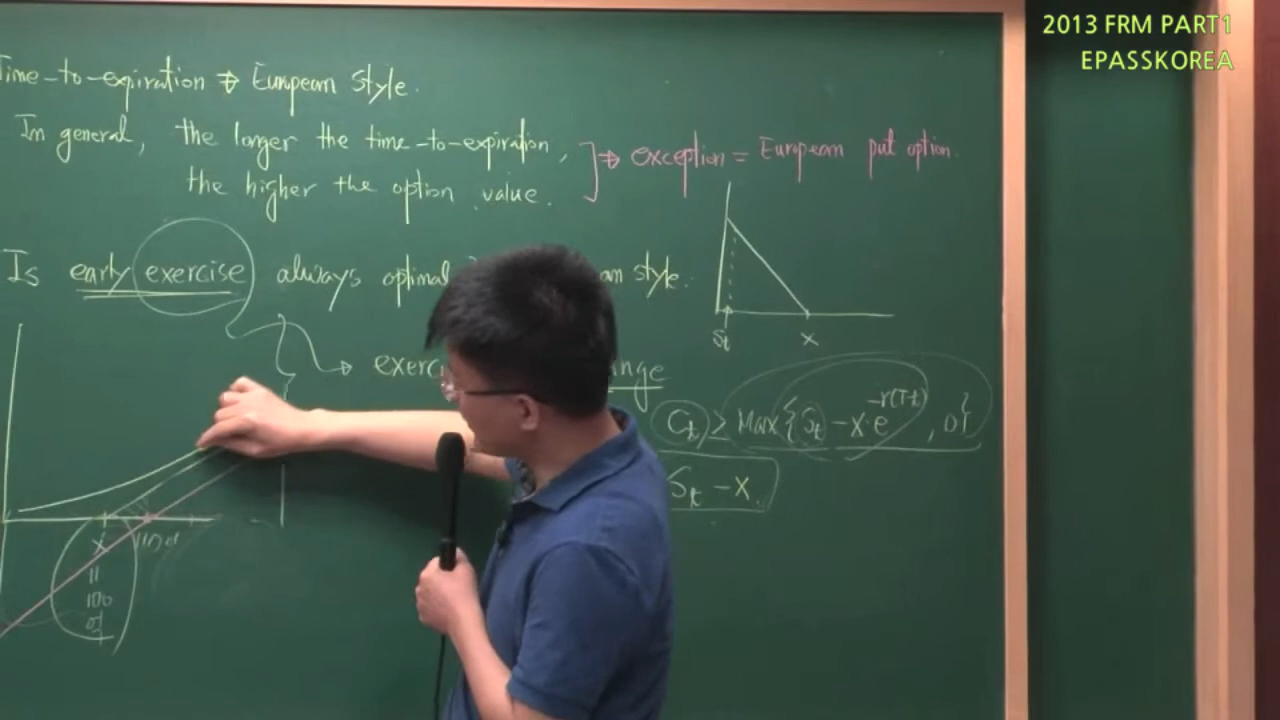 2013 FRM PART1
EPASSKOREA
Time-to-expiration ⇒ European style.
In general, the longer the time-to-expiration,
the higher the option value.
⇒ exception = European put option.
Is early exercise always optimal
an style.
St
X
exerc
nge
Ct ≥ Max{St - X·e^-r(T-t), 0}
St - X.
X
11
100